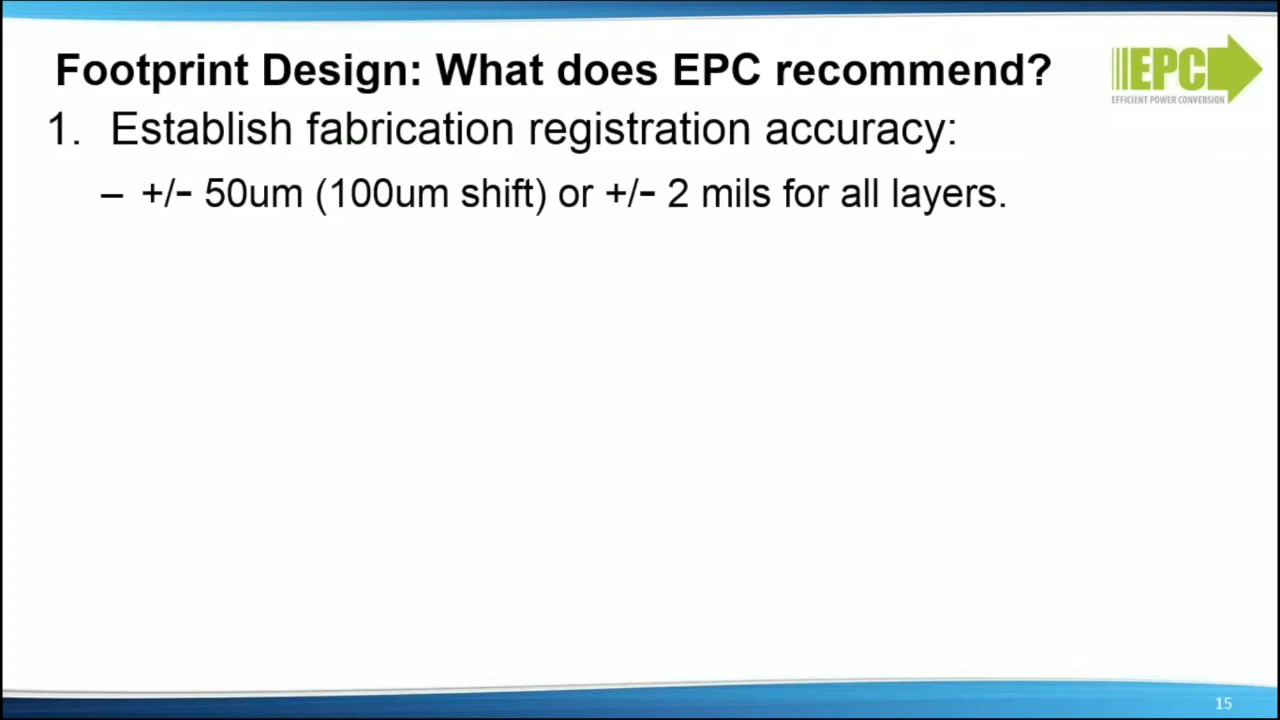 Footprint Design: What does EPC recommend?
EPC
EFFICIENT POWER CONVERSION
1. Establish fabrication registration accuracy:
– +/- 50um (100um shift) or +/- 2 mils for all layers.
15